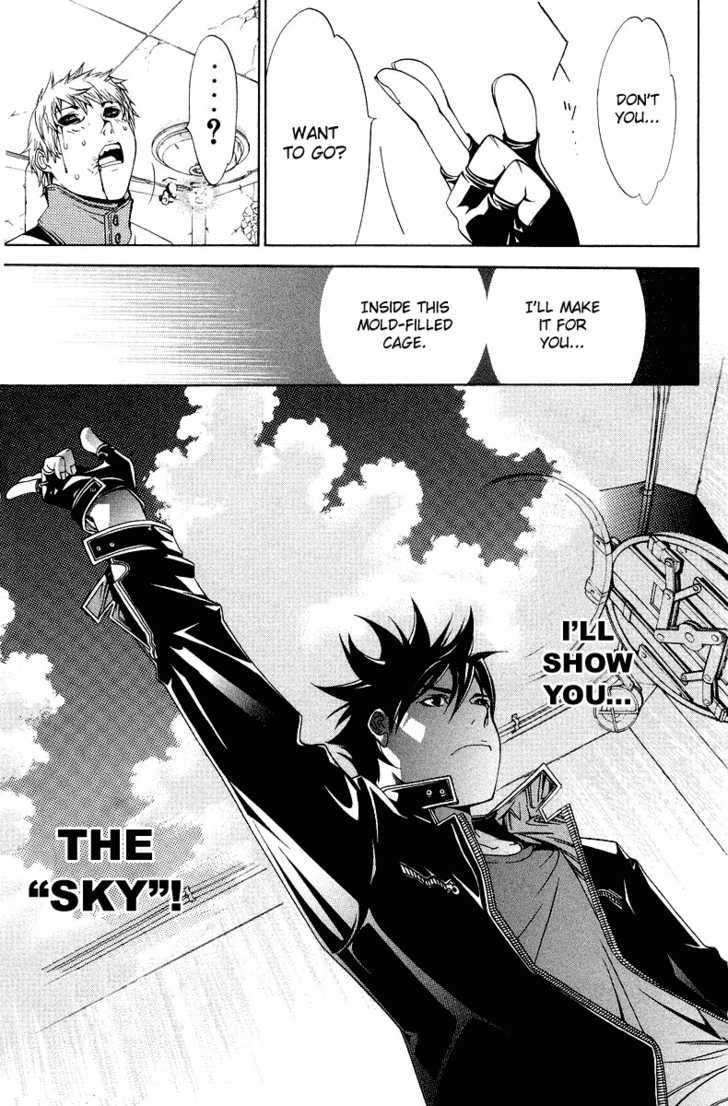 DON'T
YOU...
WANT
TO GO?
.....?
I'LL MAKE
IT FOR
YOU...
INSIDE THIS
MOLD-FILLED
CAGE.
I'LL
SHOW
YOU...
THE
“SKY”!